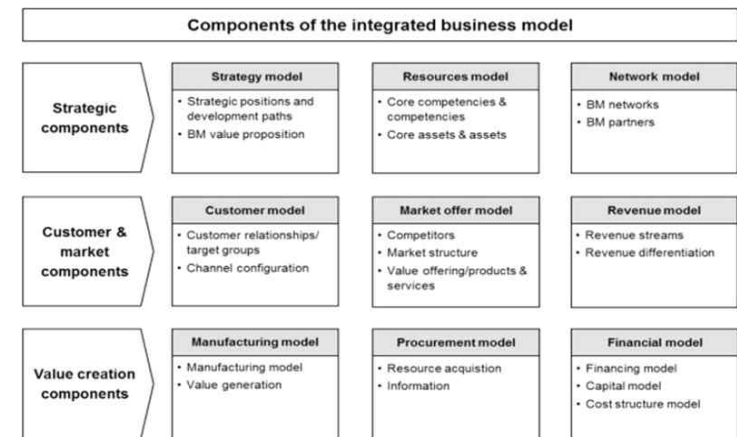 Components of the integrated business model
Strategic
components
Strategy model
• Strategic positions and
development paths
• BM value proposition
Resources model
• Core competencies &
competencies
• Core assets & assets
Network model
• BM networks
• BM partners
Customer &
market
components
Customer model
• Customer relationships/
target groups
• Channel configuration
Market offer model
• Competitors
• Market structure
• Value offering/products &
services
Revenue model
• Revenue streams
• Revenue differentiation
Value creation
components
Manufacturing model
• Manufacturing model
• Value generation
Procurement model
• Resource acquistion
• Information
Financial model
• Financing model
• Capital model
• Cost structure model